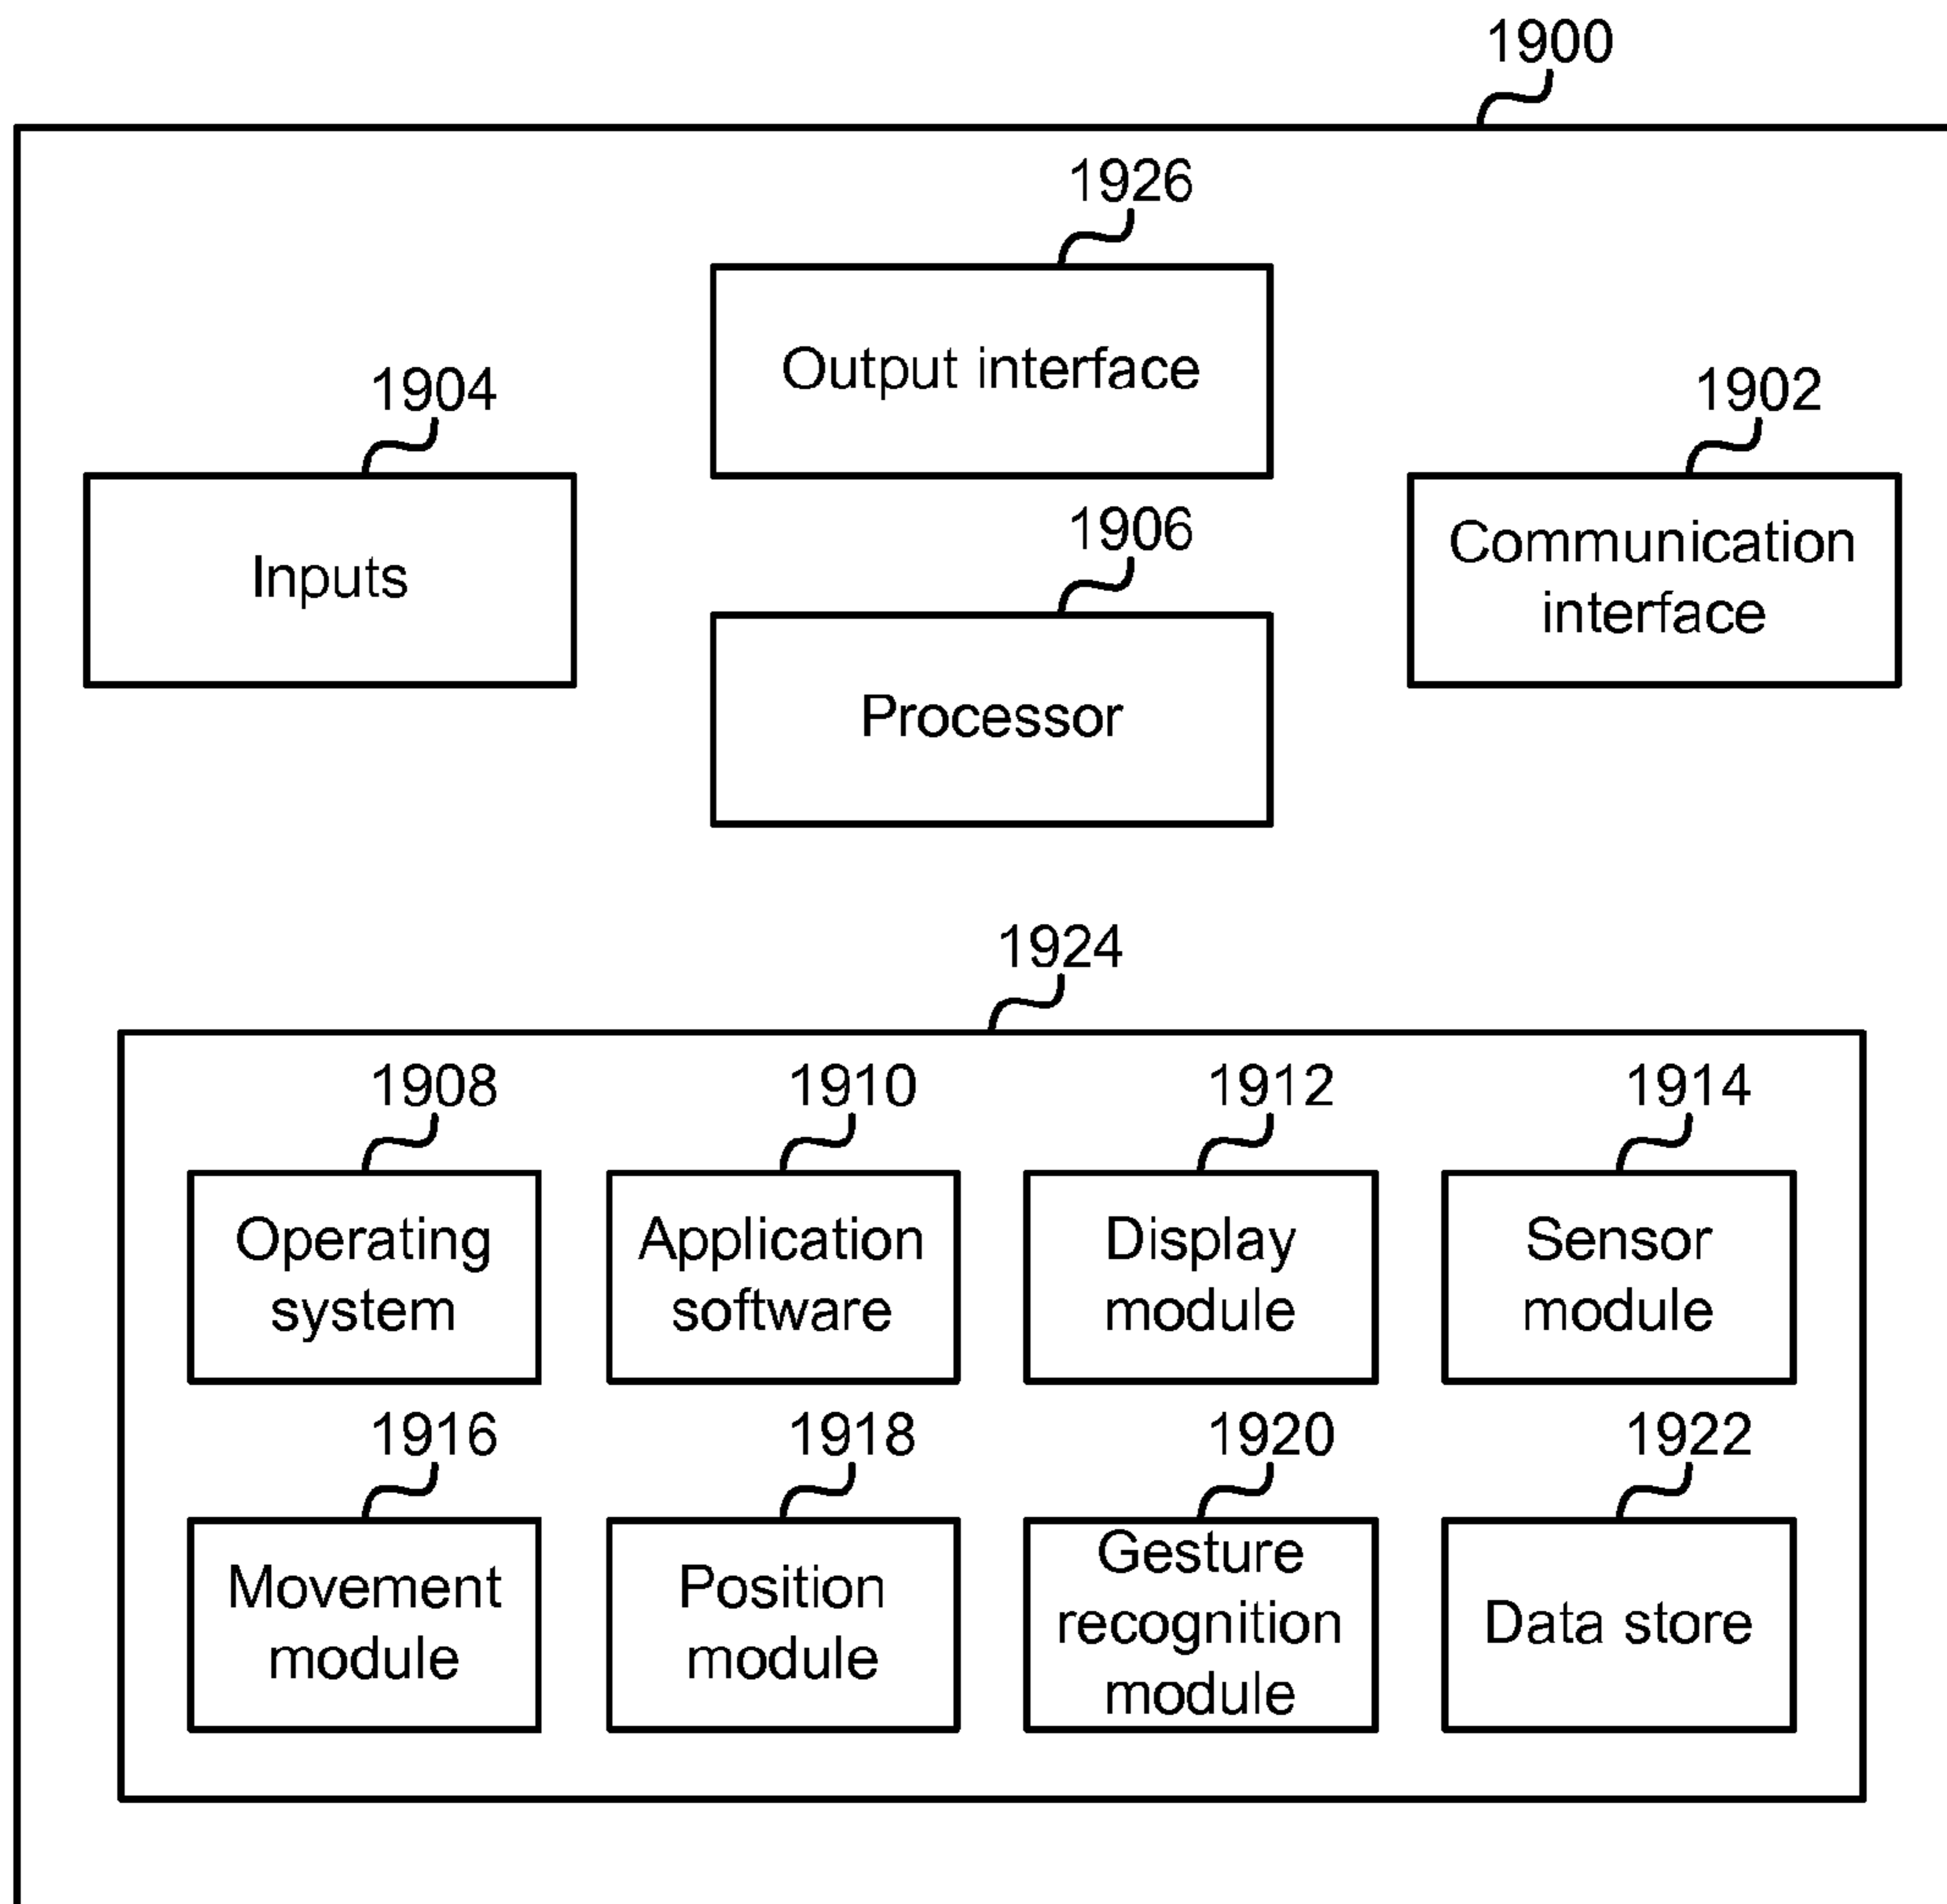 1900
1926
Output interface
1904
Inputs
1902
Communication
interface
1906
Processor
1924
1908
Operating
system
1910
Application
software
1912
Display
module
1914
Sensor
module
1916
Movement
module
1918
Position
module
1920
Gesture
recognition
module
1922
Data store